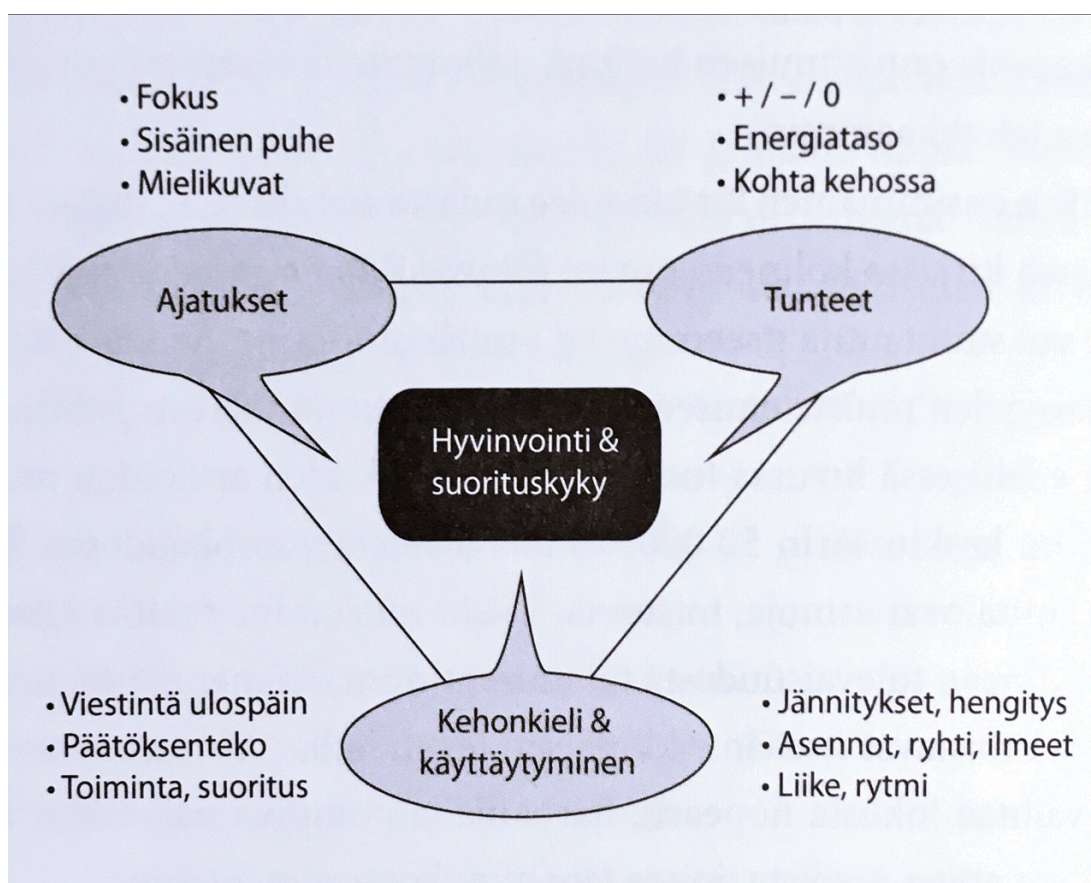 • Fokus
• Sisäinen puhe
• Mielikuvat
• + / – / 0
• Energiataso
• Kohta kehossa
Ajatukset
Tunteet
Hyvinvointi &
suorituskyky
Kehonkieli &
käyttäytyminen
• Viestintä ulospäin
• Päätöksenteko
• Toiminta, suoritus
• Jännitykset, hengitys
• Asennot, ryhti, ilmeet
• Liike, rytmi